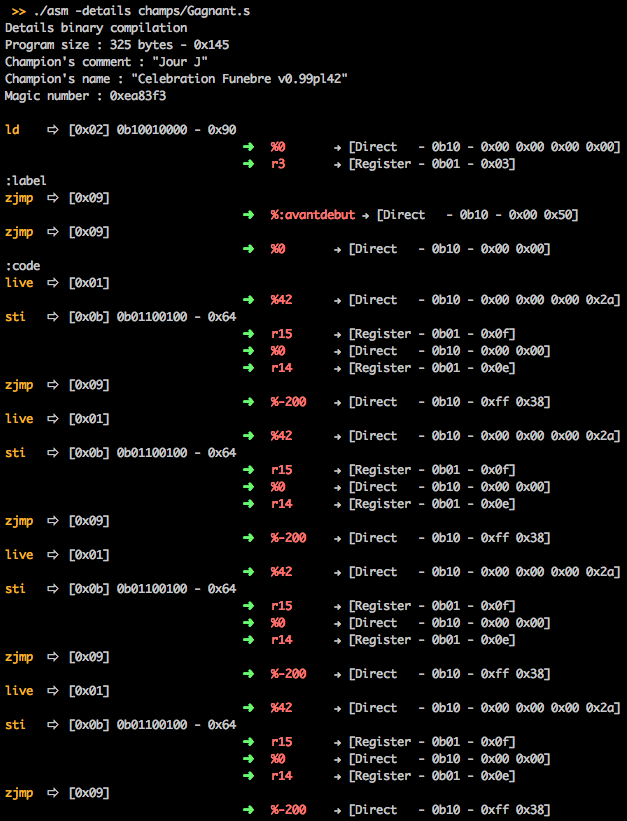 >> ./asm -details champs/Gagnant.s
Details binary compilation
Program size : 325 bytes - 0x145
Champion's comment : "Jour J"
Champion's name : "Celebration Funebre v0.99pl42"
Magic number : 0xea83f3
ld ⇨ [0x02] 0b10010000 - 0x90
➜ %0 → [Direct - 0b10 - 0x00 0x00 0x00 0x00]
➜ r3 → [Register - 0b01 - 0x03]
:label
zjmp ⇨ [0x09]
➜ %:avantdebut → [Direct - 0b10 - 0x00 0x50]
zjmp ⇨ [0x09]
➜ %0 → [Direct - 0b10 - 0x00 0x00]
:code
live ⇨ [0x01]
➜ %42 → [Direct - 0b10 - 0x00 0x00 0x00 0x2a]
sti ⇨ [0x0b] 0b01100100 - 0x64
➜ r15 → [Register - 0b01 - 0x0f]
➜ %0 → [Direct - 0b10 - 0x00 0x00]
➜ r14 → [Register - 0b01 - 0x0e]
zjmp ⇨ [0x09]
➜ %-200 → [Direct - 0b10 - 0xff 0x38]
live ⇨ [0x01]
➜ %42 → [Direct - 0b10 - 0x00 0x00 0x00 0x2a]
sti ⇨ [0x0b] 0b01100100 - 0x64
➜ r15 → [Register - 0b01 - 0x0f]
➜ %0 → [Direct - 0b10 - 0x00 0x00]
➜ r14 → [Register - 0b01 - 0x0e]
zjmp ⇨ [0x09]
➜ %-200 → [Direct - 0b10 - 0xff 0x38]
live ⇨ [0x01]
➜ %42 → [Direct - 0b10 - 0x00 0x00 0x00 0x2a]
sti ⇨ [0x0b] 0b01100100 - 0x64
➜ r15 → [Register - 0b01 - 0x0f]
➜ %0 → [Direct - 0b10 - 0x00 0x00]
➜ r14 → [Register - 0b01 - 0x0e]
zjmp ⇨ [0x09]
➜ %-200 → [Direct - 0b10 - 0xff 0x38]
live ⇨ [0x01]
➜ %42 → [Direct - 0b10 - 0x00 0x00 0x00 0x2a]
sti ⇨ [0x0b] 0b01100100 - 0x64
➜ r15 → [Register - 0b01 - 0x0f]
➜ %0 → [Direct - 0b10 - 0x00 0x00]
➜ r14 → [Register - 0b01 - 0x0e]
zjmp ⇨ [0x09]
➜ %-200 → [Direct - 0b10 - 0xff 0x38]